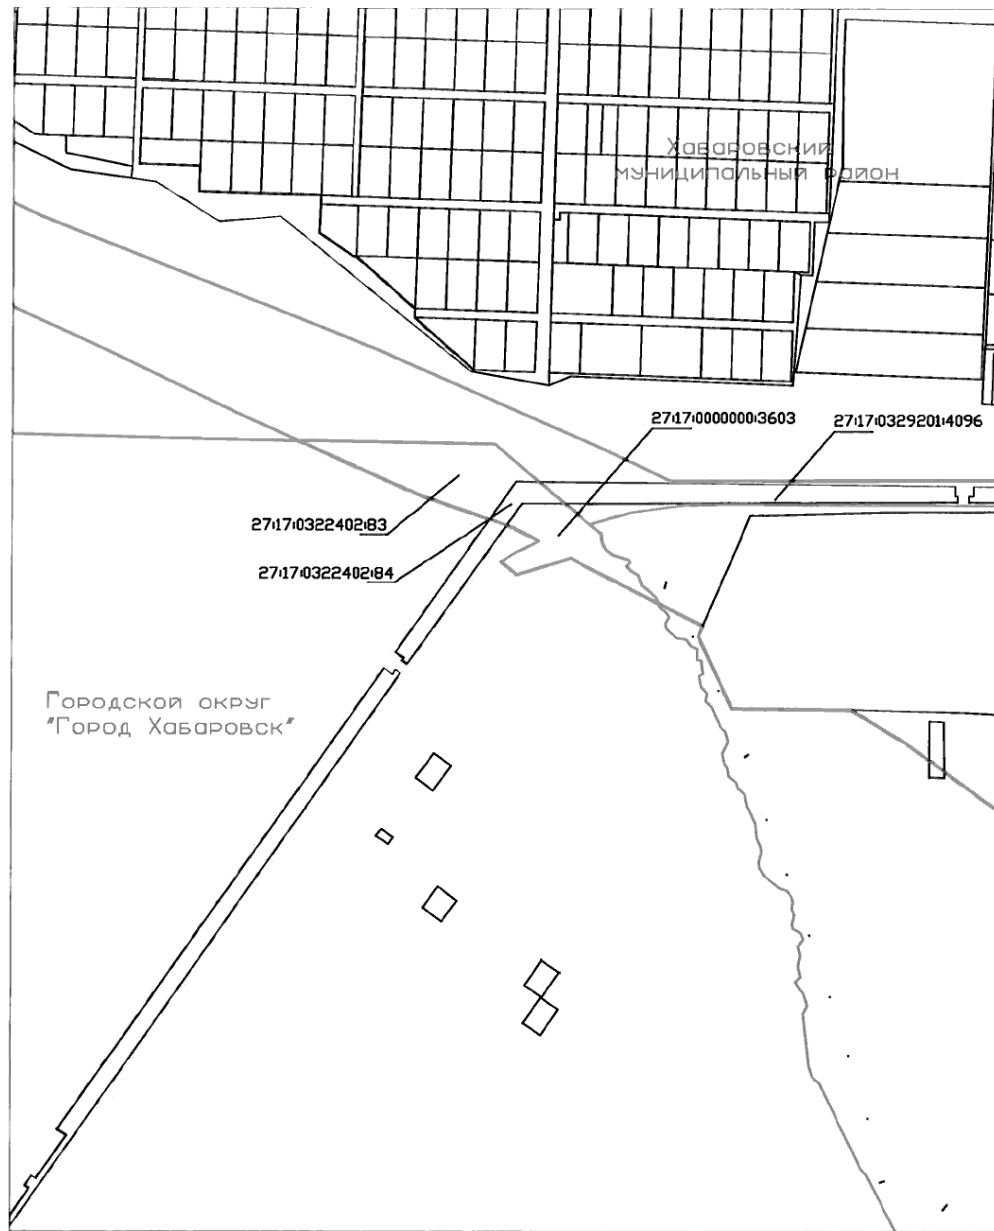 Хабаровский
муниципальный район
27:17:0000000:3603
27:17:0329201:4096
27:17:0322402:83
27:17:0322402:84
Городской округ
"Город Хабаровск"